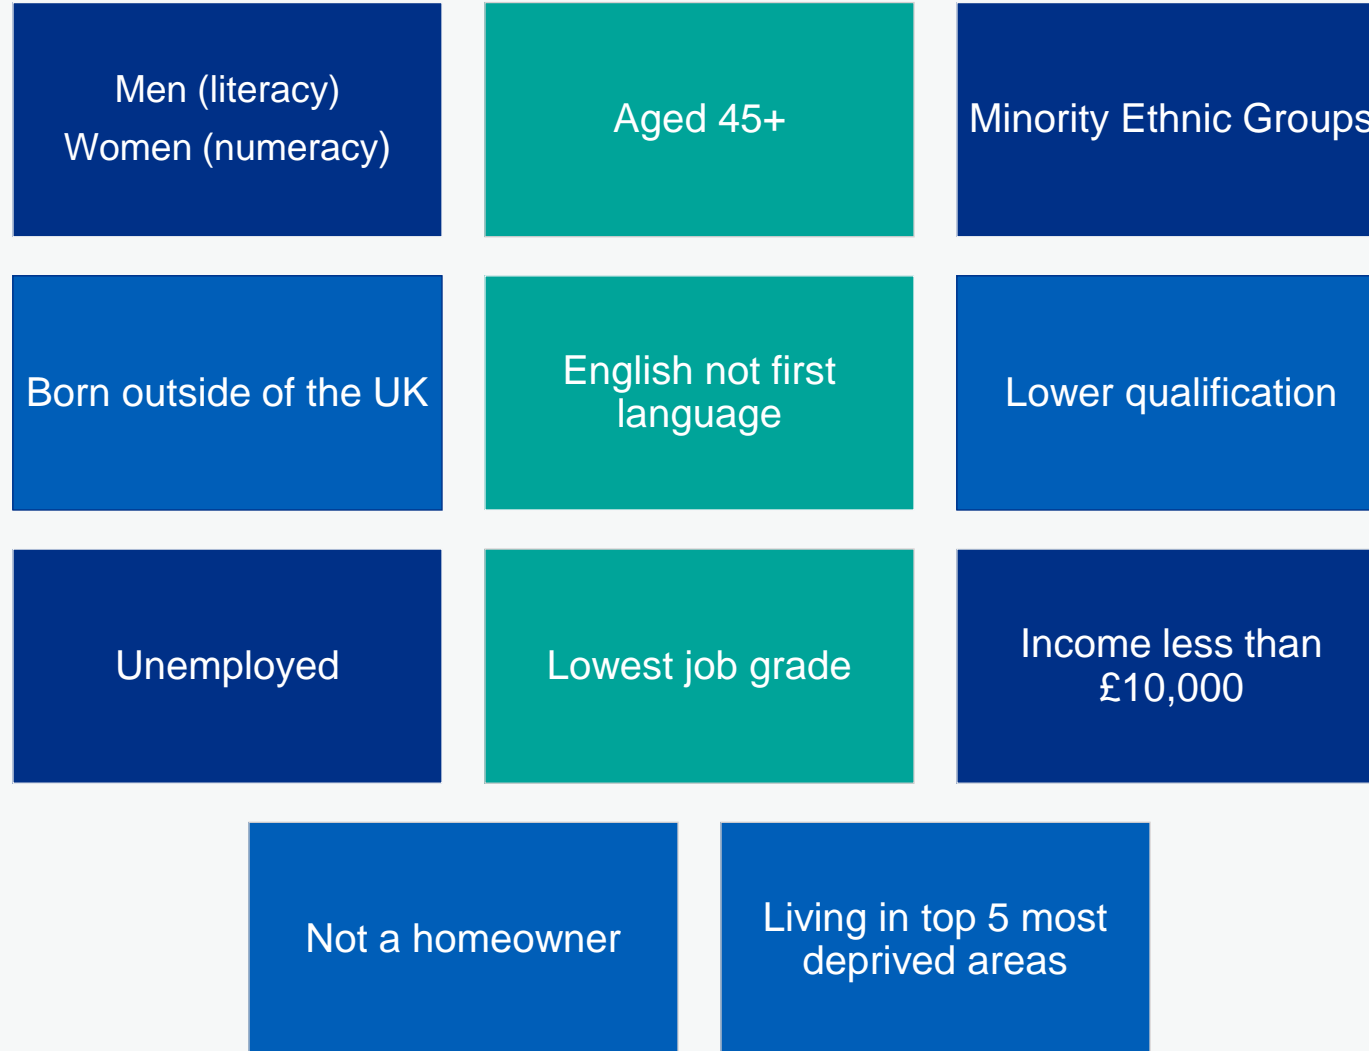 Men (literacy)
Women (numeracy)
Aged 45+
Minority Ethnic Groups
Born outside of the UK
English not first
language
Lower qualification
Unemployed
Lowest job grade
Income less than
£10,000
Not a homeowner
Living in top 5 most
deprived areas